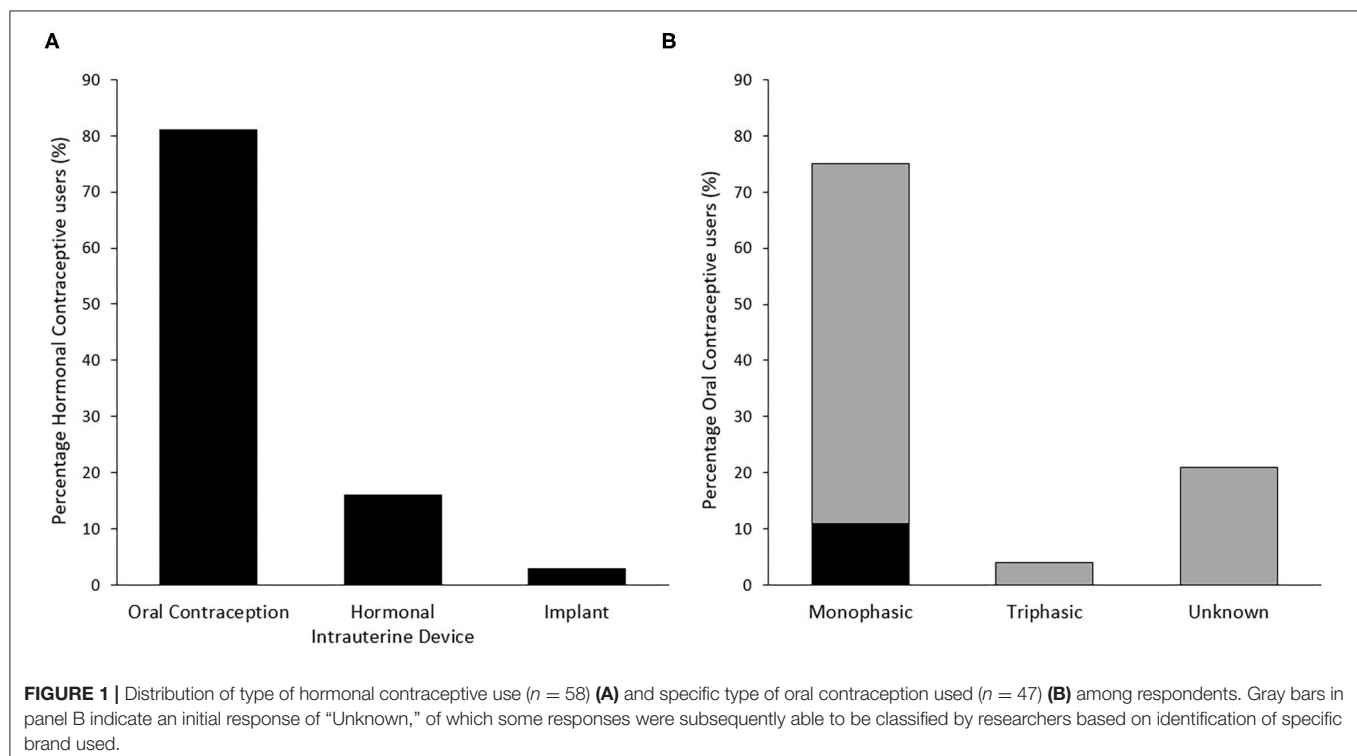 A
Percentage Hormonal Contraceptive users (%)
90
80
70
60
50
40
30
20
10
0
Oral Contraception
Hormonal
Intrauterine Device
Implant
B
Percentage Oral Contraceptive users (%)
90
80
70
60
50
40
30
20
10
0
Monophasic
Triphasic
Unknown
FIGURE 1 | Distribution of type of hormonal contraceptive use (n = 58) (A) and specific type of oral contraception used (n = 47) (B) among respondents. Gray bars in
panel B indicate an initial response of “Unknown,” of which some responses were subsequently able to be classified by researchers based on identification of specific
brand used.